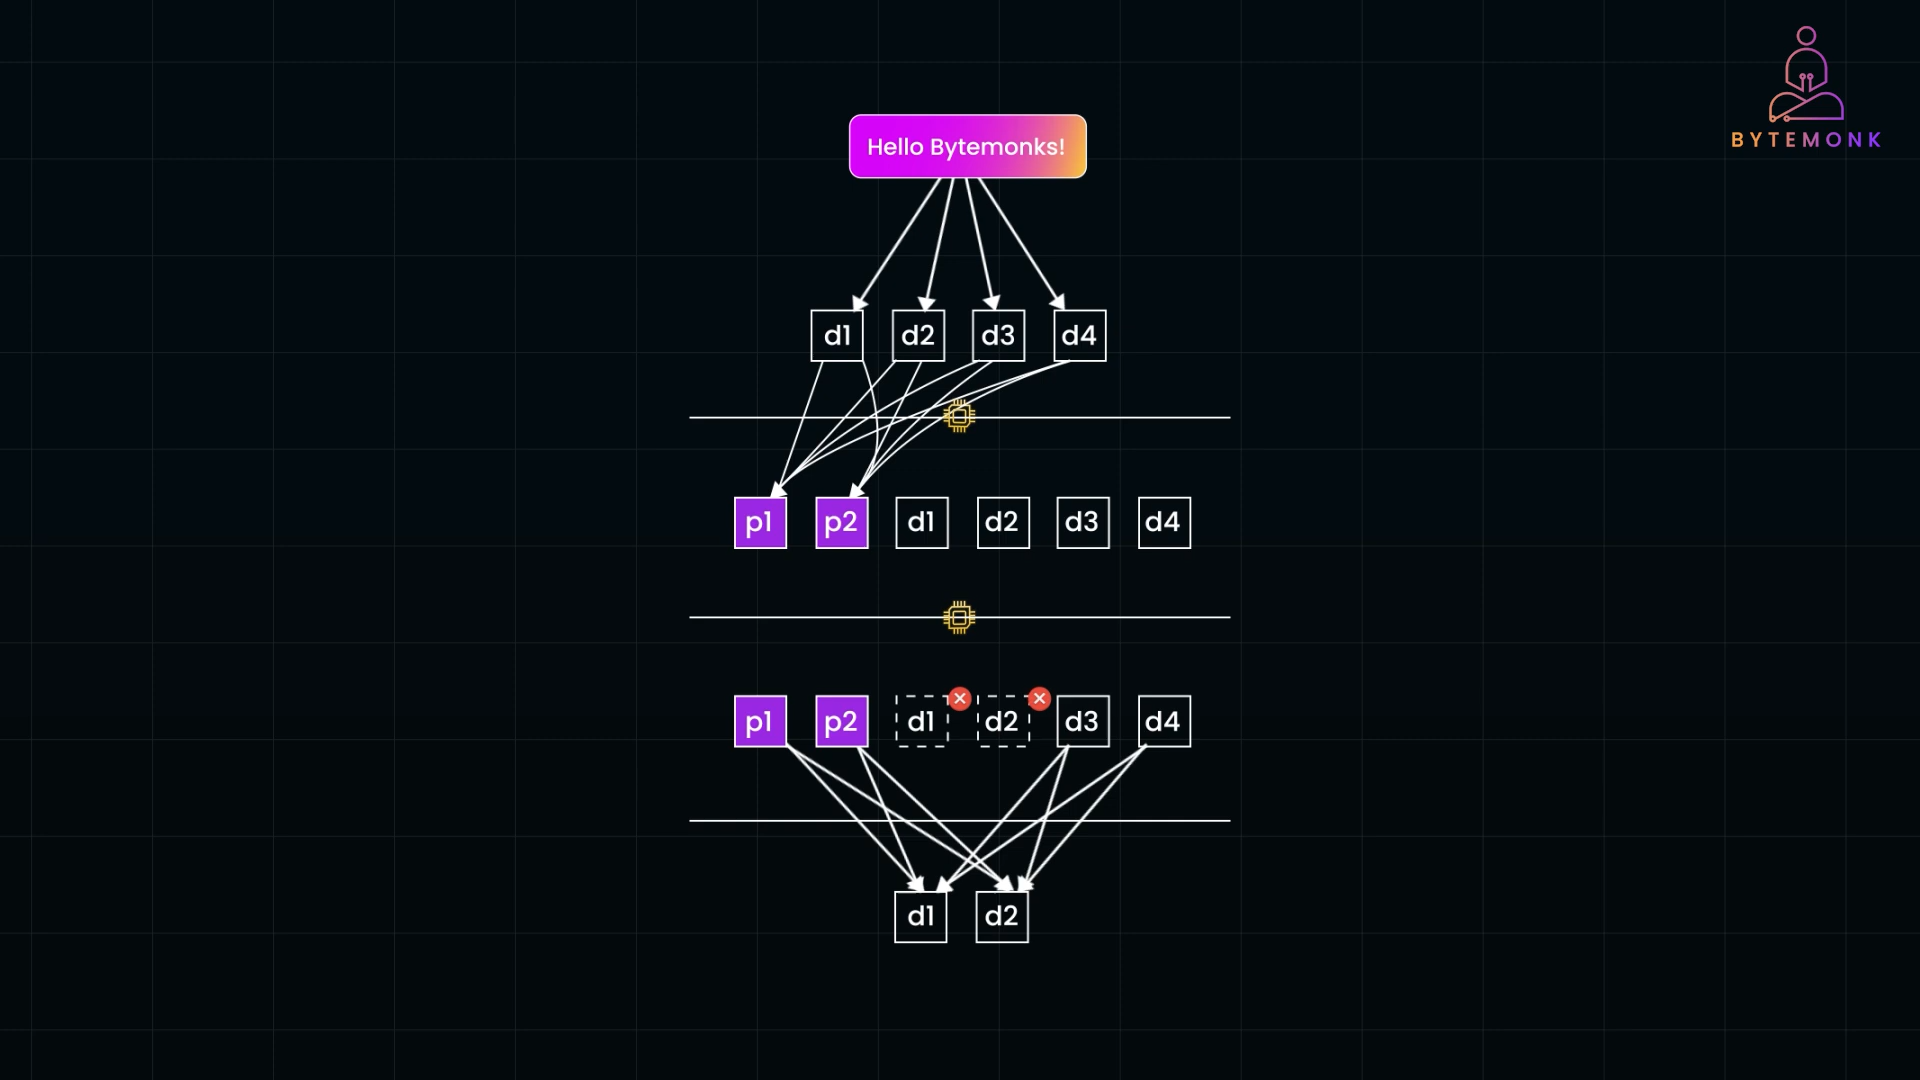 BYTEMONK
Hello Bytemonks!
d1 d2 d3 d4
p1 p2 d1 d2 d3 d4
p1 p2 d1 d2 d3 d4
d1 d2